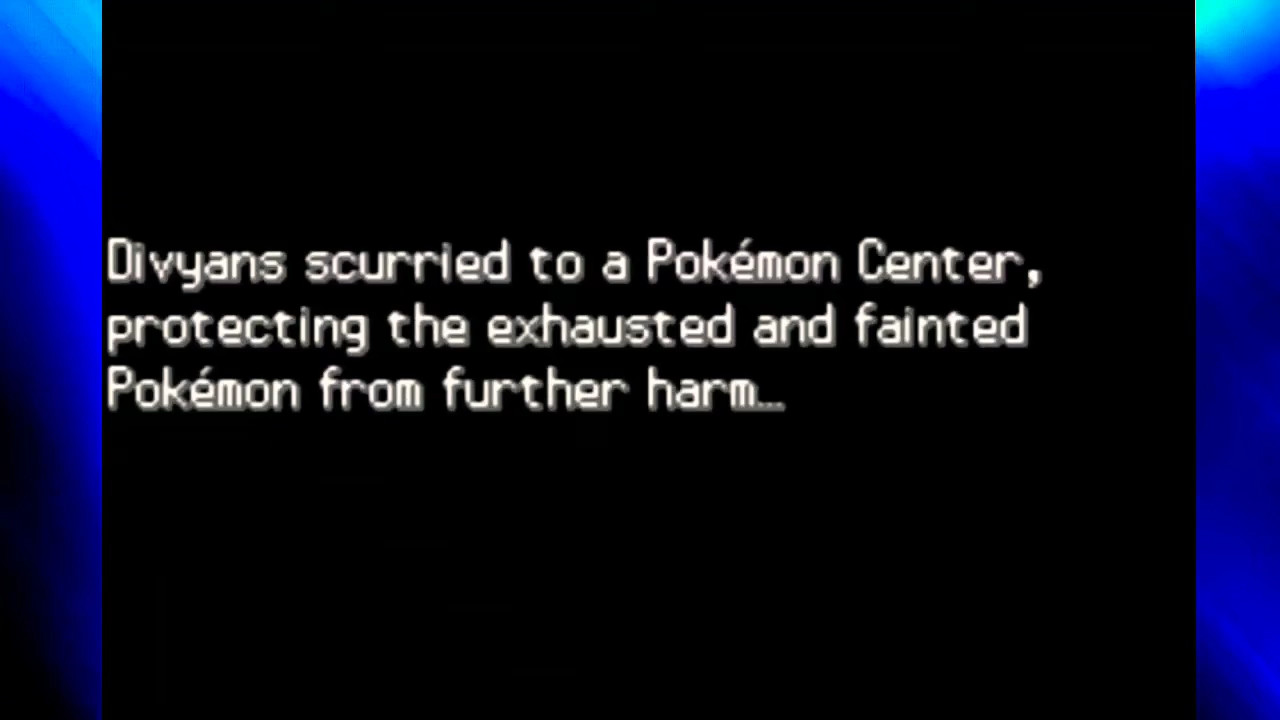 Divyans scurried to a Pokémon Center,
protecting the exhausted and fainted
Pokémon from further harm…